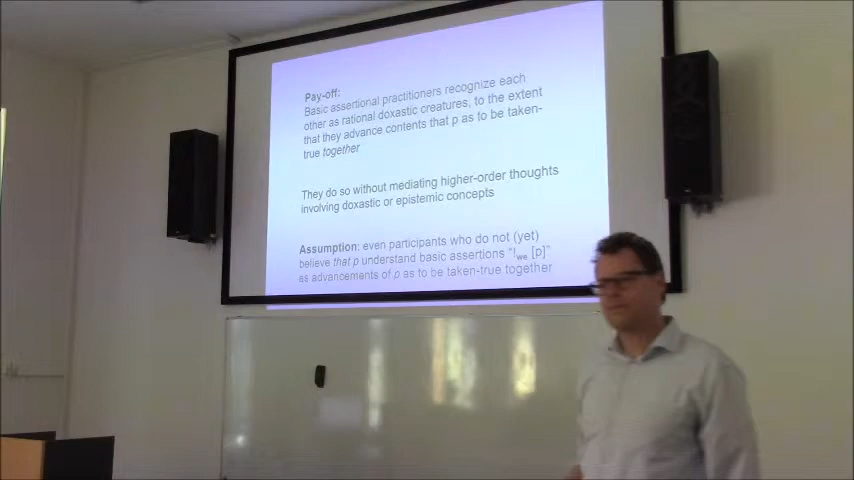 Pay-off:
Basic assertional practitioners recognize each
other as rational doxastic creatures, to the extent
that they advance contents that p as to be taken-
true together
They do so without mediating higher-order thoughts
involving doxastic or epistemic concepts
Assumption: even participants who do not (yet)
believe that p understand basic assertions "!we [p]"
as advancements of p as to be taken-true together